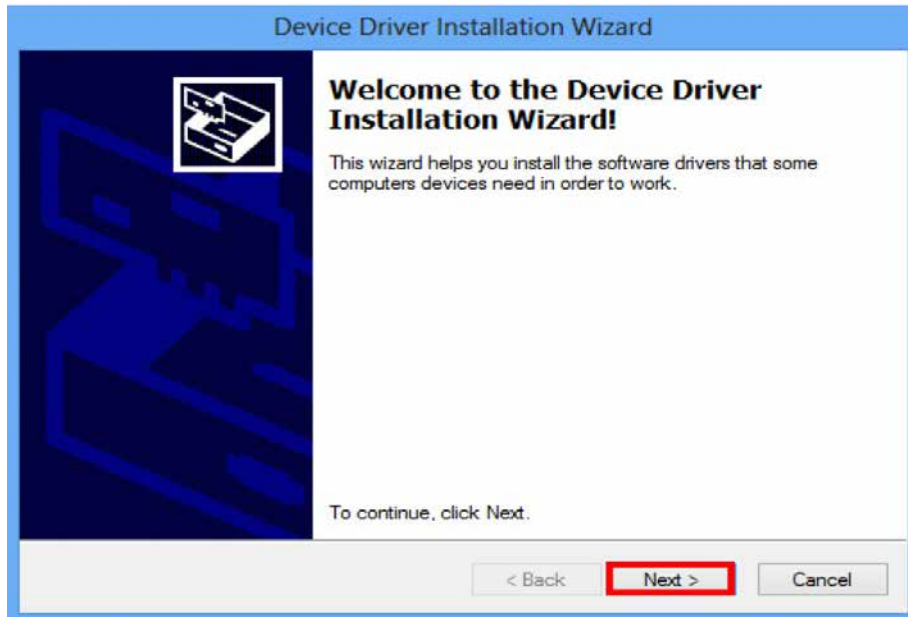 Device Driver Installation Wizard
Welcome to the Device Driver
Installation Wizard!
This wizard helps you install the software drivers that some
computers devices need in order to work.
To continue, click Next.
< Back
Next >
Cancel